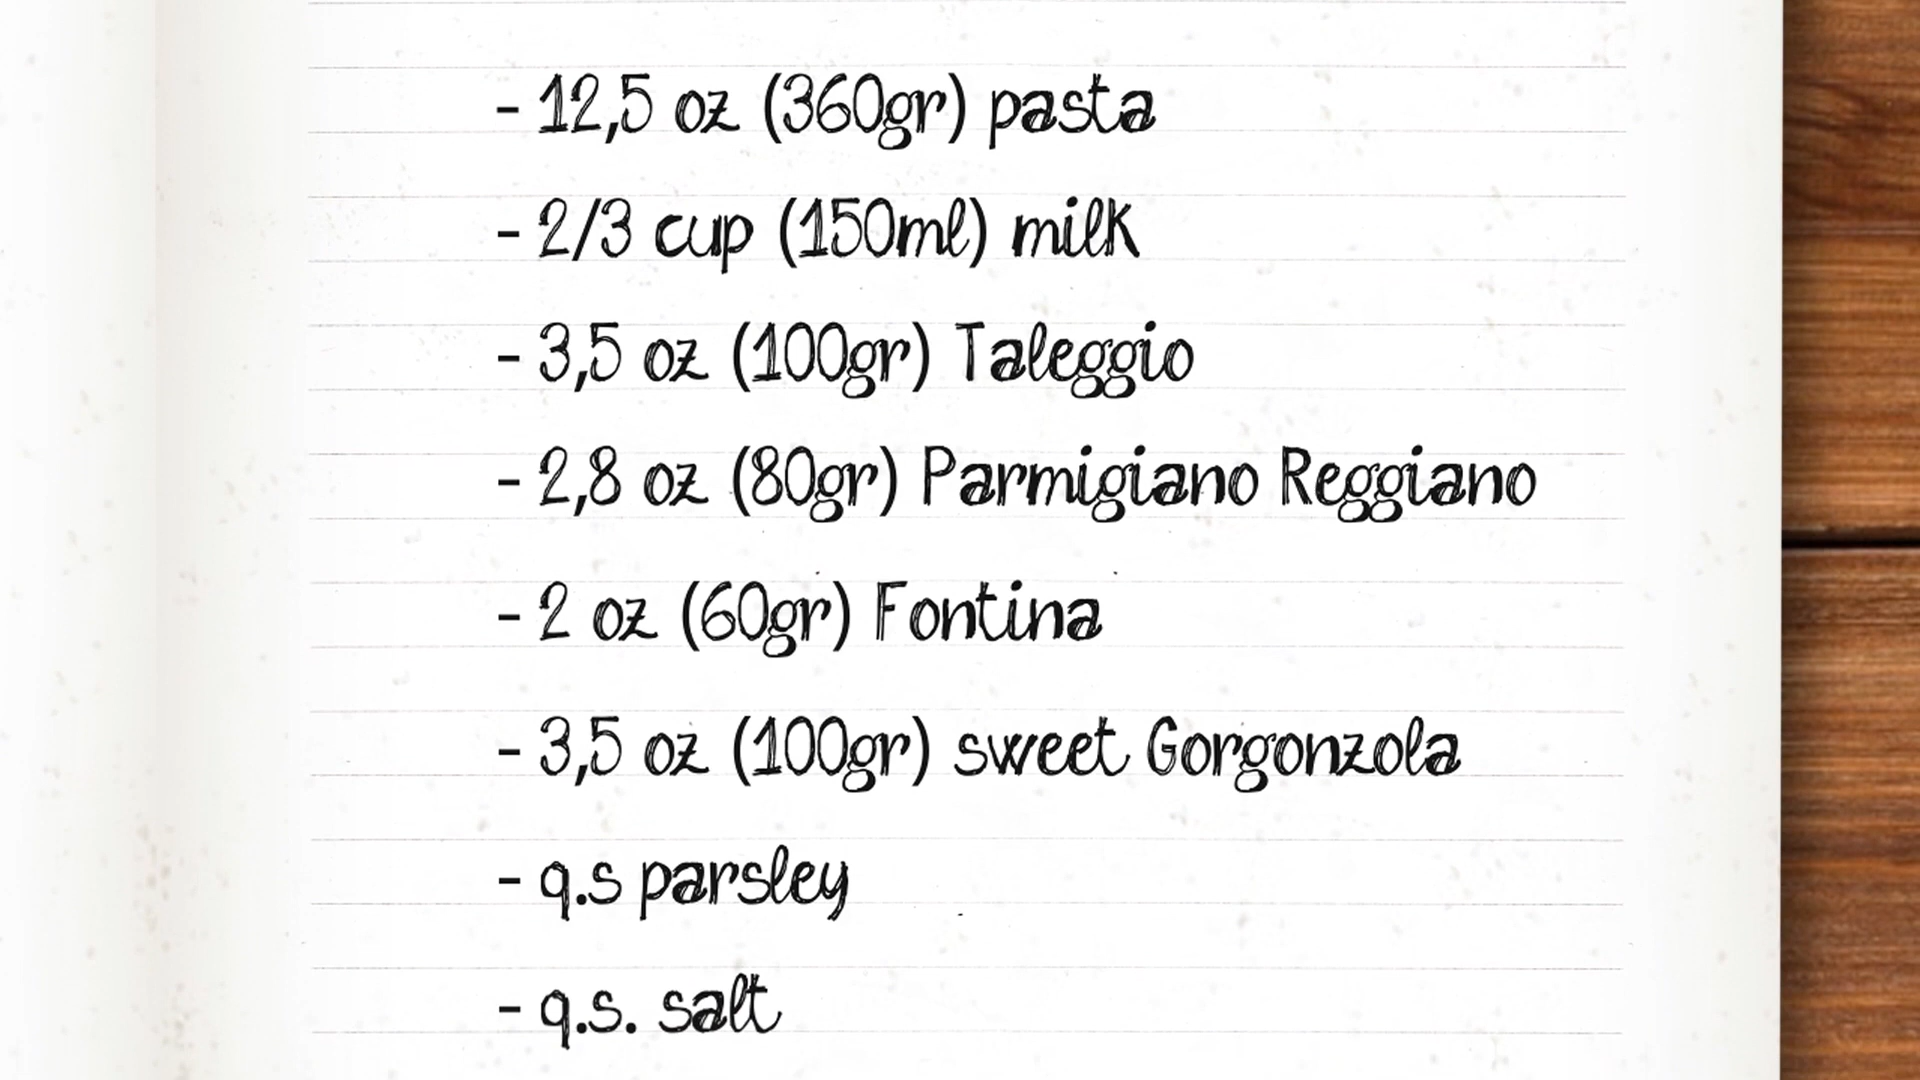 - 12,5 oz (360gr) pasta
- 2/3 cup (150ml) milk
- 3,5 oz (100gr) Taleggio
- 2,8 oz (80gr) Parmigiano Reggiano
- 2 oz (60gr) Fontina
- 3,5 oz (100gr) sweet Gorgonzola
- q.s parsley
- q.s. salt